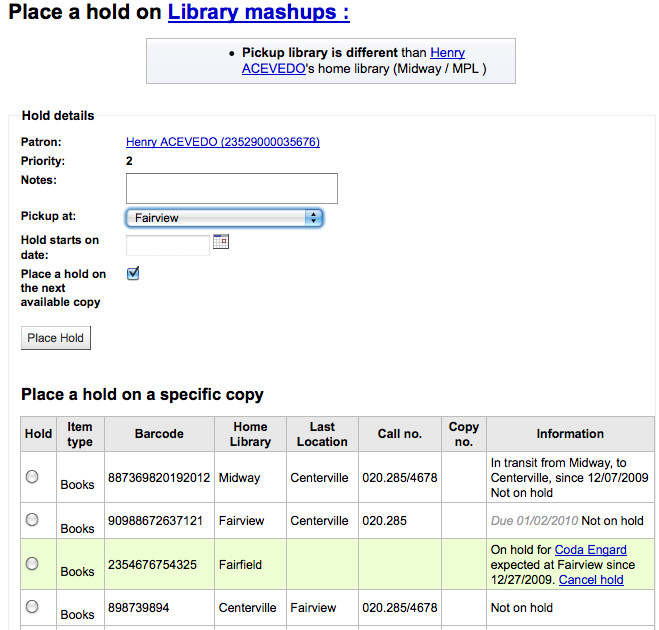 Place a hold on Library mashups :
• Pickup library is different than Henry
ACEVEDO's home library (Midway / MPL )
Hold details
Patron: Henry ACEVEDO (23529000035676)
Priority: 2
Notes:
Pickup at: Fairview
Hold starts on
date:
Place a hold on
the next
available copy
Place Hold
Place a hold on a specific copy
Hold Item type Barcode Home Library Last Location Call no. Copy no. Information
Books 887369820192012 Midway Centerville 020.285/4678 In transit from Midway, to
Centerville, since 12/07/2009
Not on hold
Books 90988672637121 Fairview Centerville 020.285 Due 01/02/2010 Not on hold
Books 2354676754325 Fairfield On hold for Coda Engard
expected at Fairview since
12/27/2009. Cancel hold
Books 898739894 Centerville Fairview 020.285/4678 Not on hold